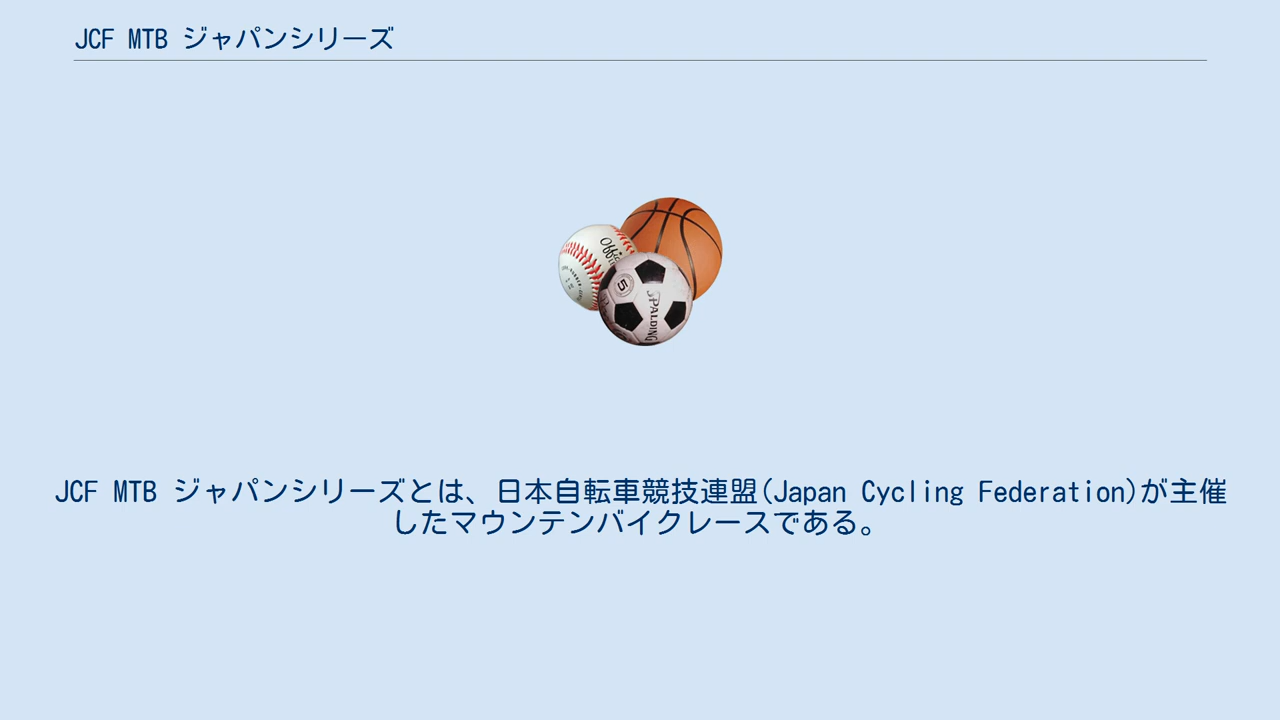 JCF MTB ジャパンシリーズ
5
SPALDING
JCF MTB ジャパンシリーズとは、日本自転車競技連盟(Japan Cycling Federation)が主催
したマウンテンバイクレースである。